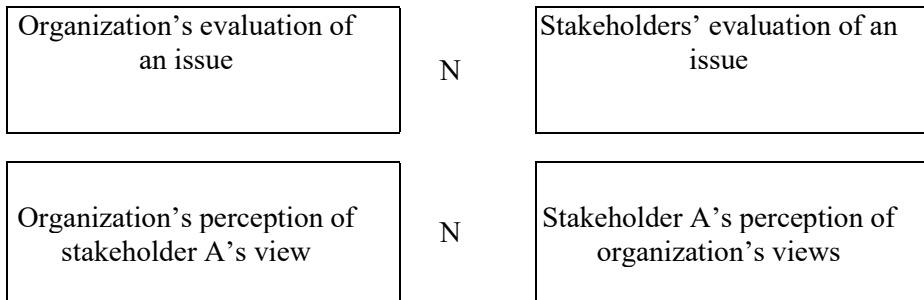 Organization’s evaluation of
an issue
N
Stakeholders’ evaluation of an
issue
Organization’s perception of
stakeholder A’s view
N
Stakeholder A’s perception of
organization’s views